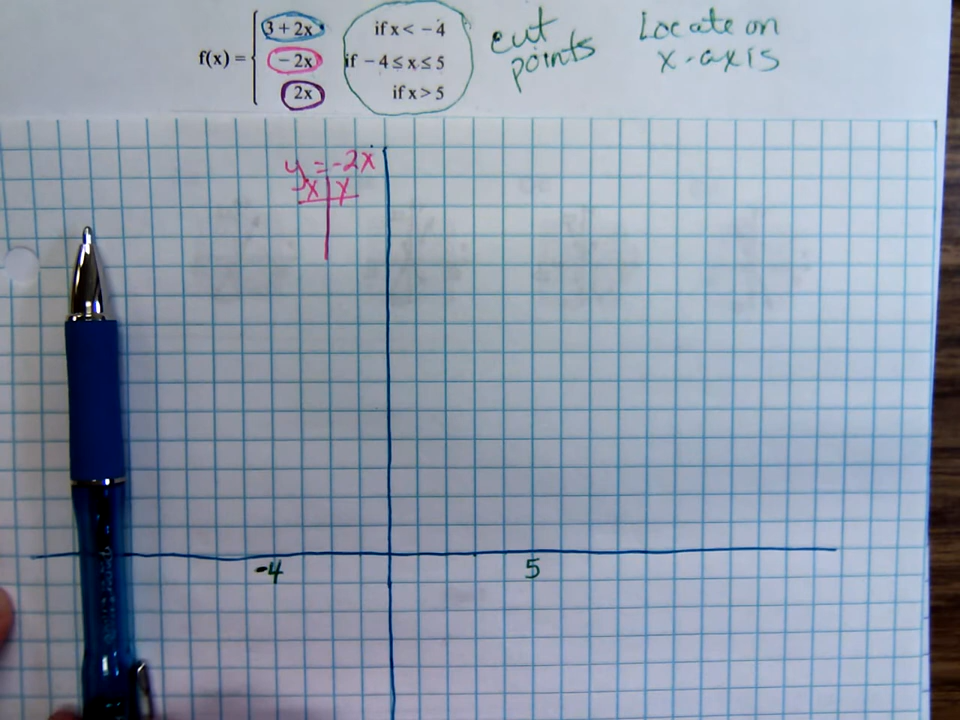 3 + 2x if x < - 4
f(x) = - 2x if - 4 ≤ x ≤ 5
2x if x > 5
cut points
Locate on
x-axis
y = -2x
x y
-4 5